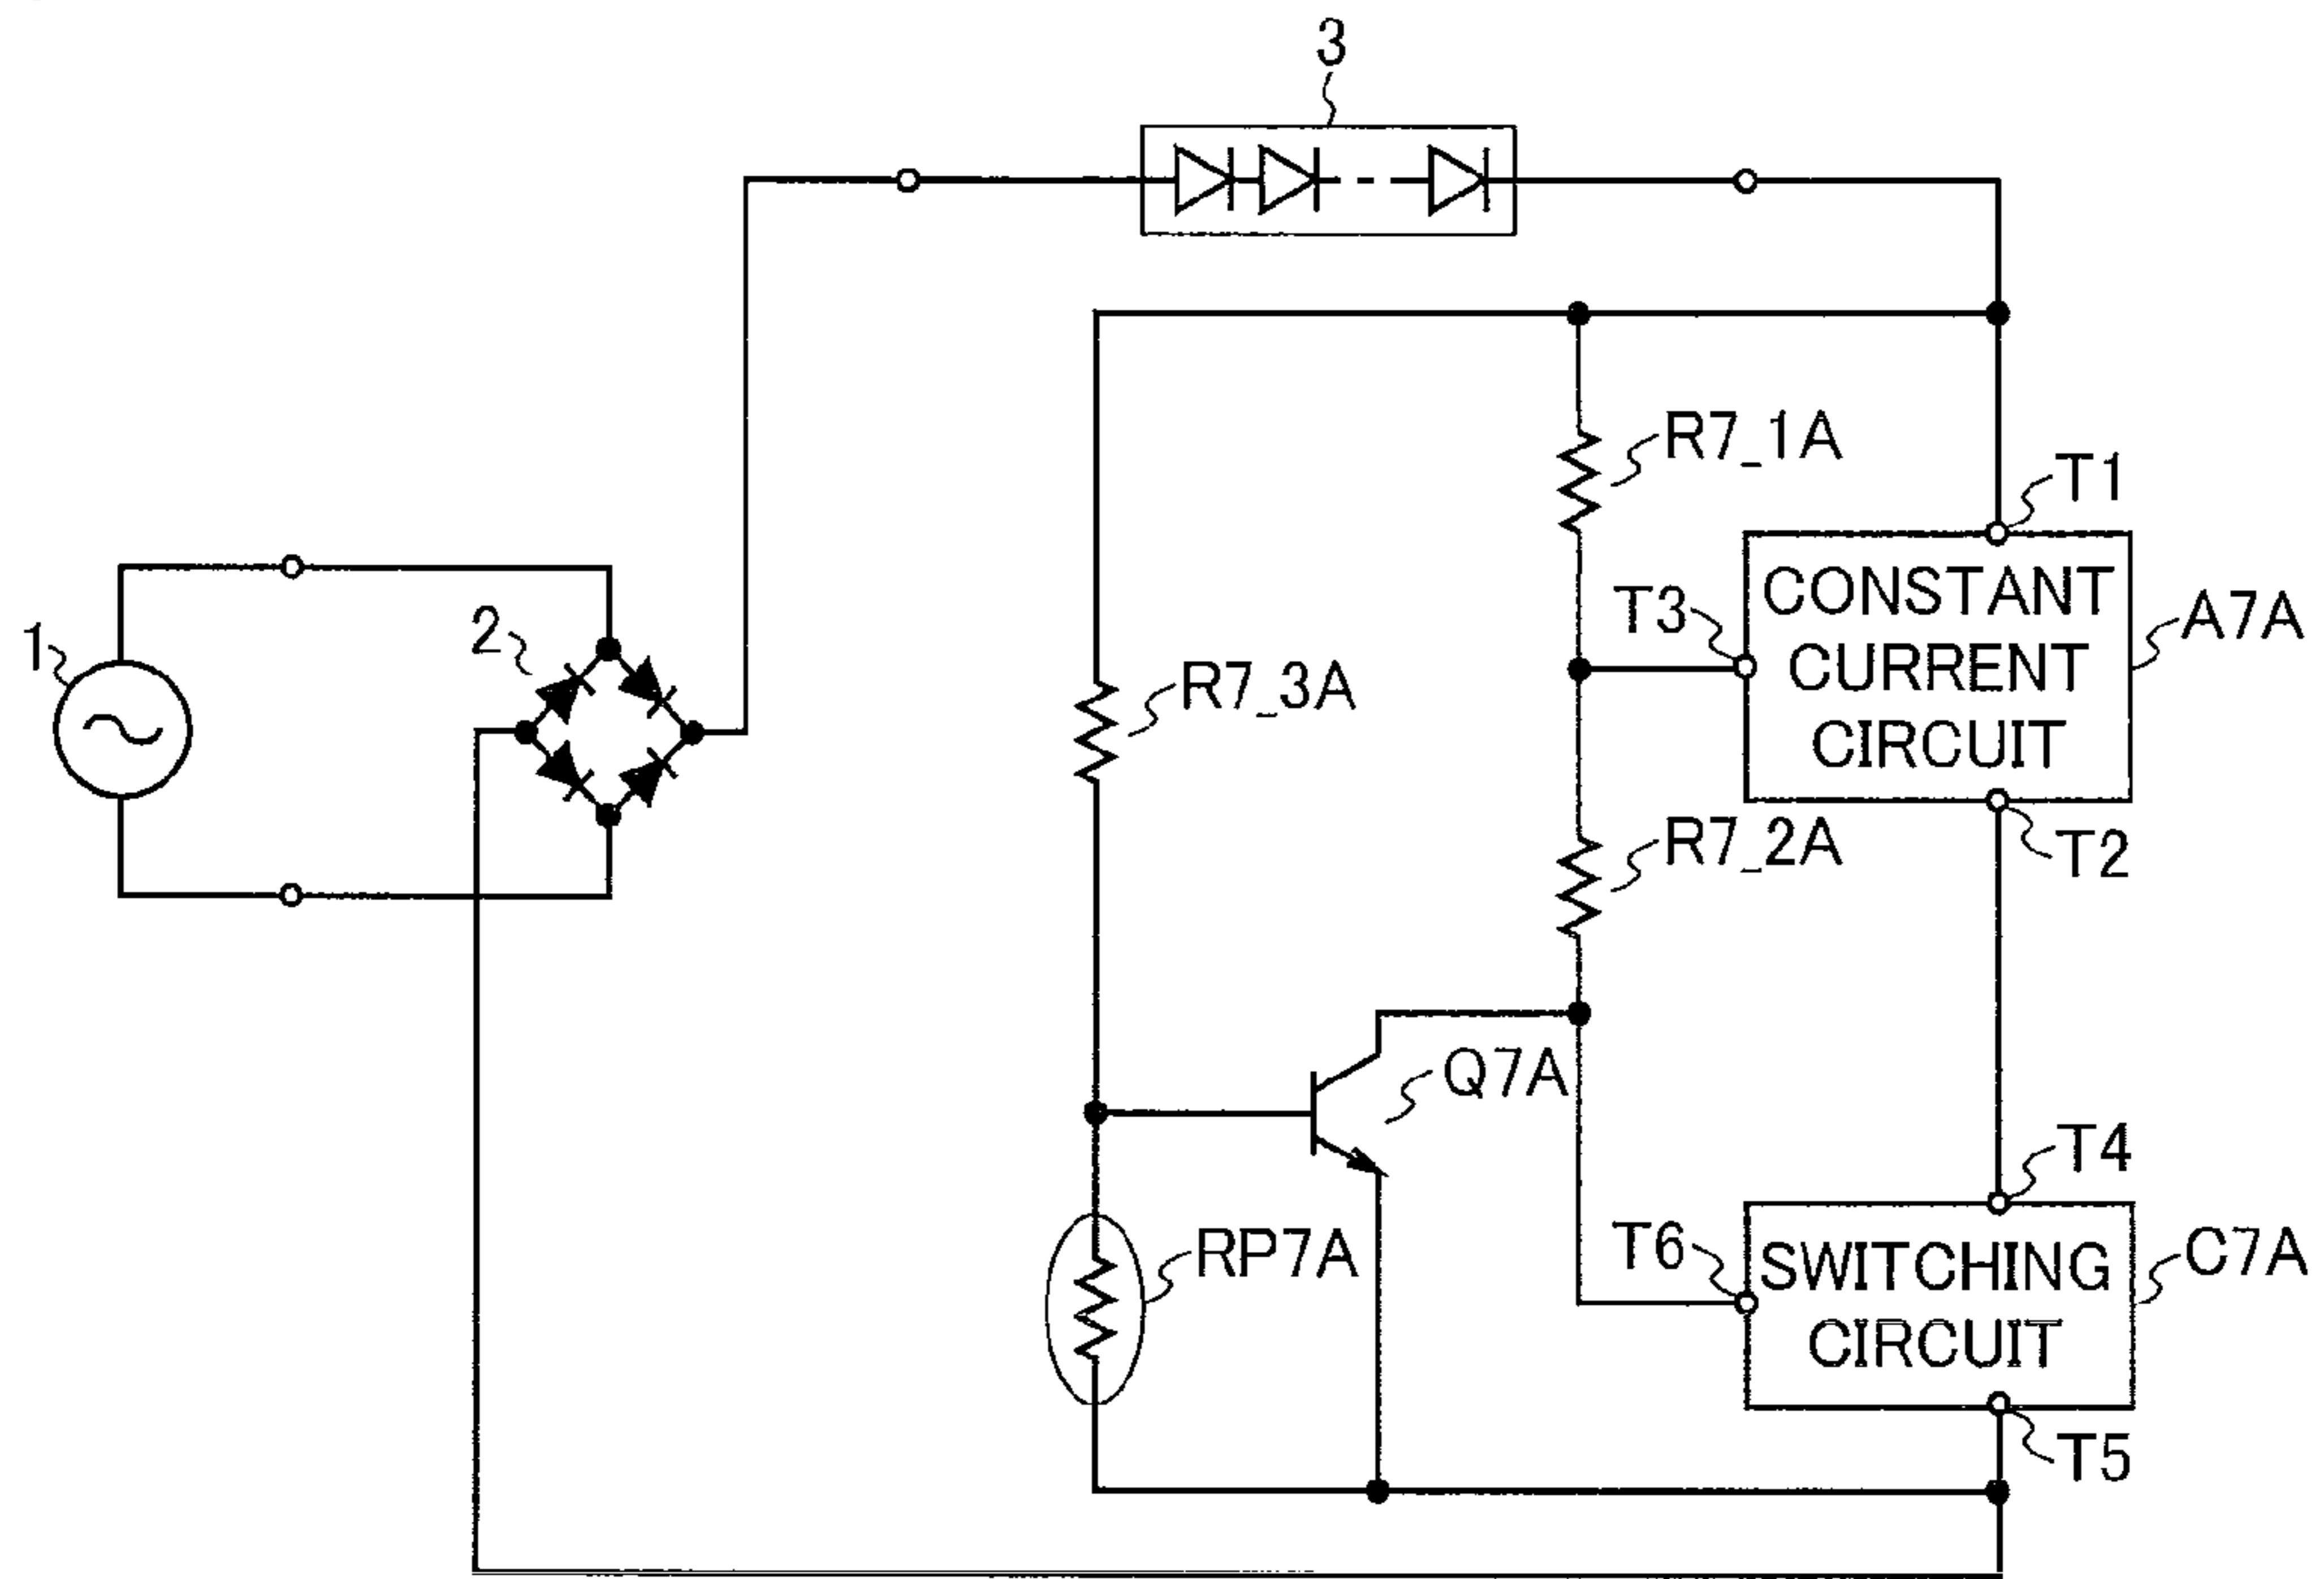 3
R7_1A
T1
CONSTANT
CURRENT
CIRCUIT
T3
A7A
1
2
R7_3A
T2
R7_2A
Q7A
T4
RP7A
T6
SWITCHING
CIRCUIT
C7A
T5